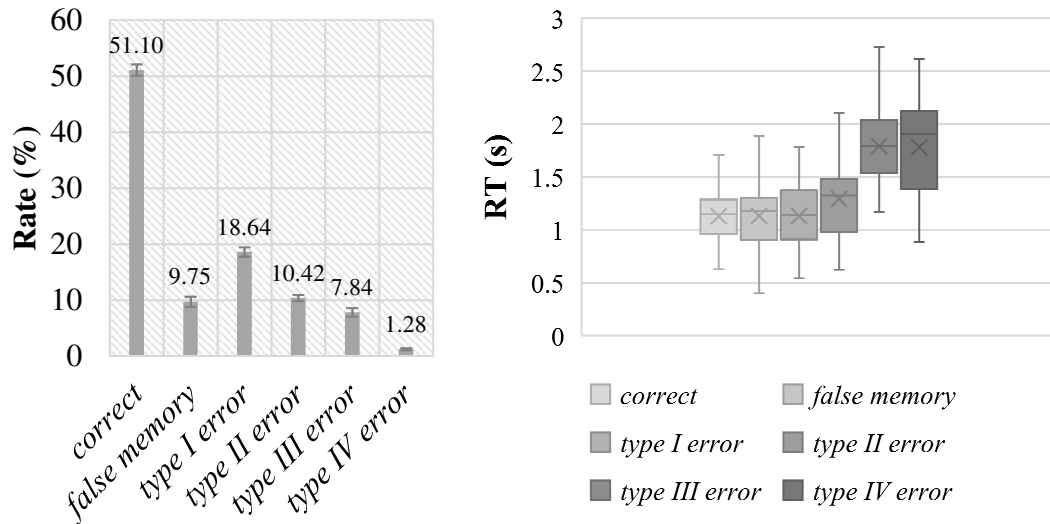 60
50
40
30
20
10
0
Rate (%)
51.10
9.75
18.64
10.42
7.84
1.28
correct
false memory
type I error
type II error
type III error
type IV error
3
2.5
2
1.5
1
0.5
0
RT (s)
correct
false memory
type I error
type II error
type III error
type IV error